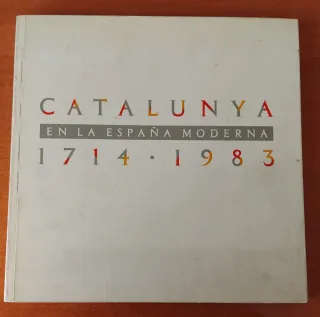 CATALUNYA
EN LA ESPAÑA MODERNA
1714 · 1983